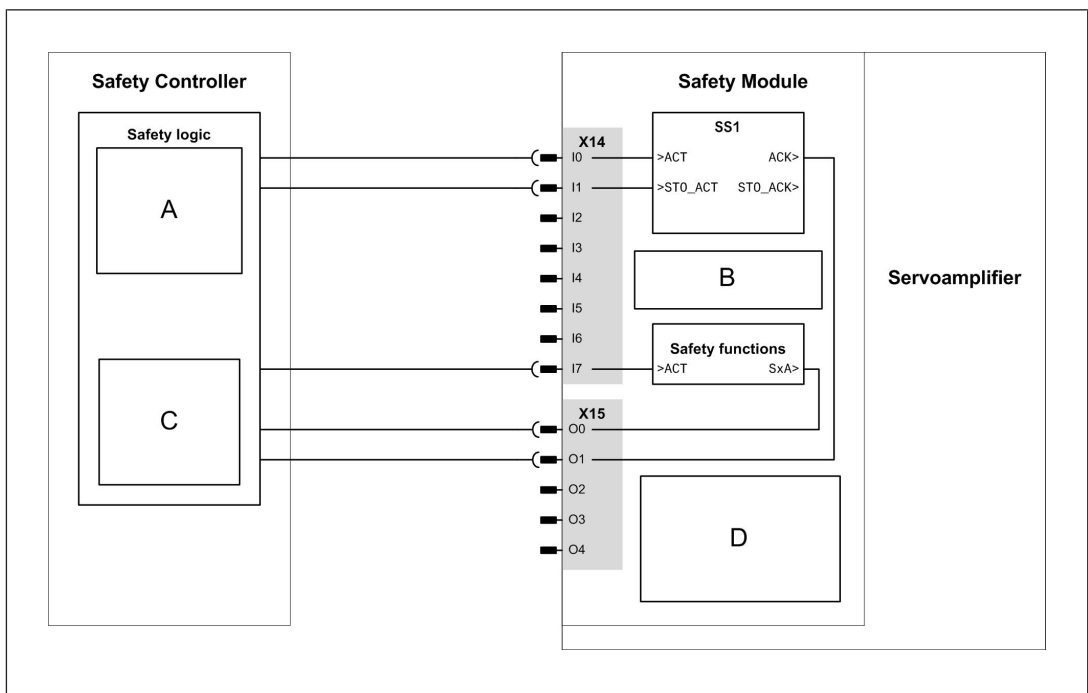 Safety Controller
Safety logic
A
C
X14
I0
I1
I2
I3
I4
I5
I6
I7
X15
O0
O1
O2
O3
O4
Safety Module
SS1
>ACT ACK>
>STO_ACT STO_ACK>
B
Safety functions
>ACT SxA>
D
Servoamplifier